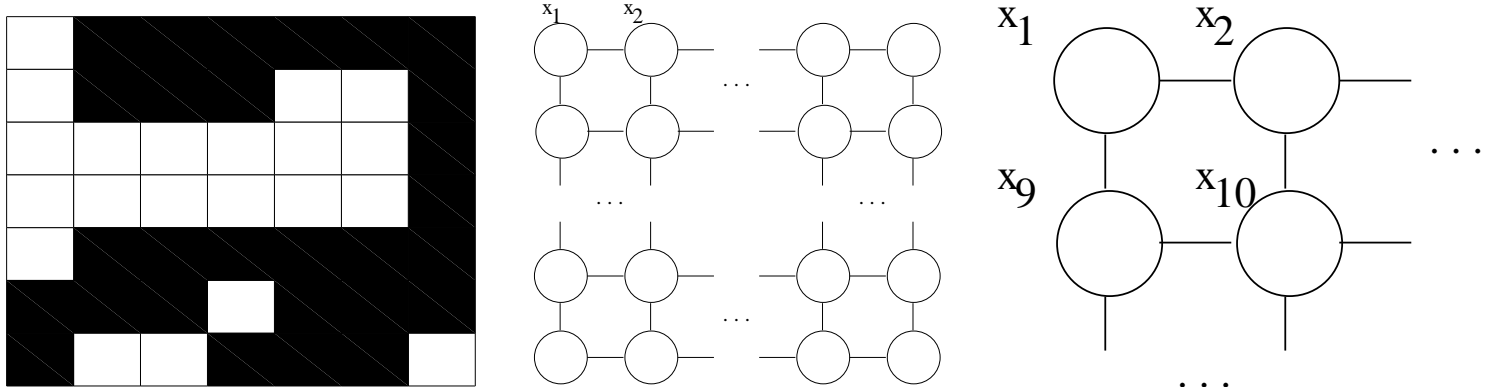 x1 x2
. . .
. . . . . .
. . .
x1 x2
. . .
x9 x10
. . .